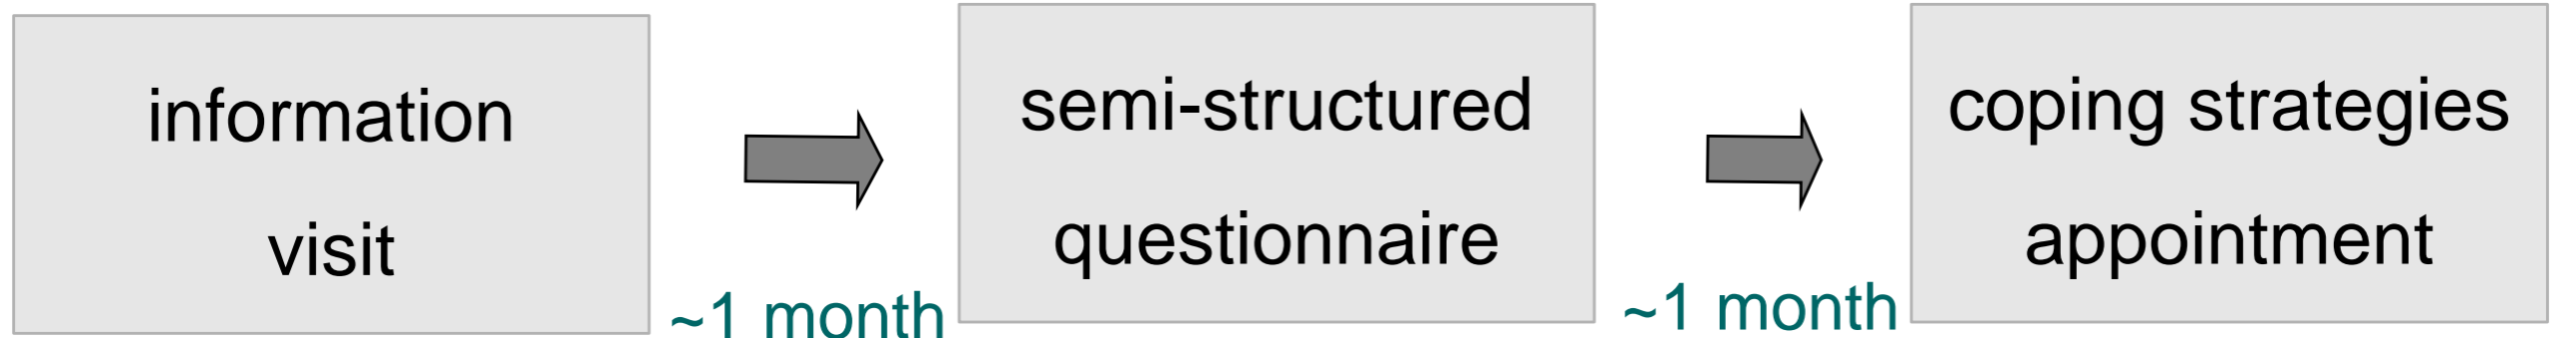 information
visit
~1 month
semi-structured
questionnaire
~1 month
coping strategies
appointment